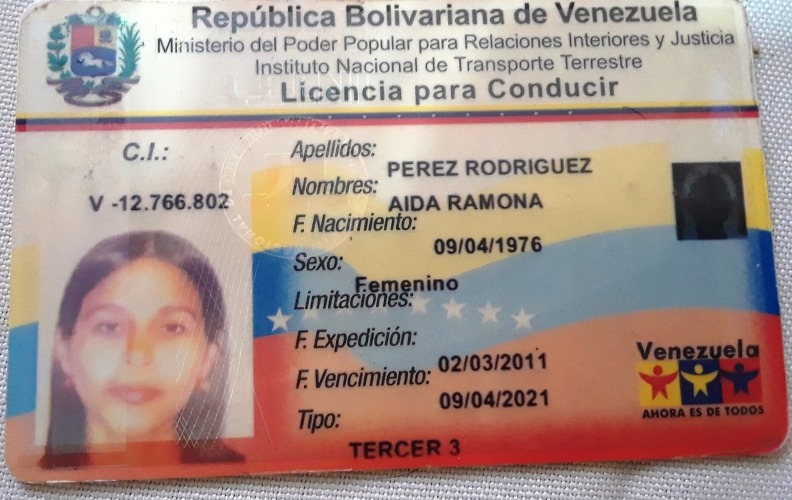 República Bolivariana de Venezuela
Ministerio del Poder Popular para Relaciones Interiores y Justicia
Instituto Nacional de Transporte Terrestre
Licencia para Conducir
C.I.:
V -12.766.802
Apellidos:
PEREZ RODRIGUEZ
Nombres:
AIDA RAMONA
F. Nacimiento:
09/04/1976
Sexo:
Femenino
Limitaciones:
F. Expedición:
02/03/2011
F. Vencimiento:
09/04/2021
Tipo:
TERCER 3
Venezuela
AHORA ES DE TODOS